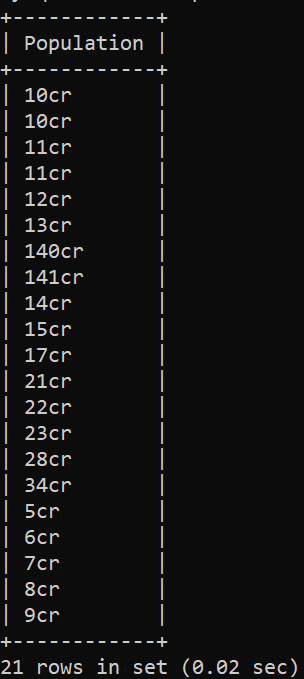 +------------+
| Population |
+------------+
| 10cr       |
| 10cr       |
| 11cr       |
| 11cr       |
| 12cr       |
| 13cr       |
| 140cr      |
| 141cr      |
| 14cr       |
| 15cr       |
| 17cr       |
| 21cr       |
| 22cr       |
| 23cr       |
| 28cr       |
| 34cr       |
| 5cr        |
| 6cr        |
| 7cr        |
| 8cr        |
| 9cr        |
+------------+
21 rows in set (0.02 sec)